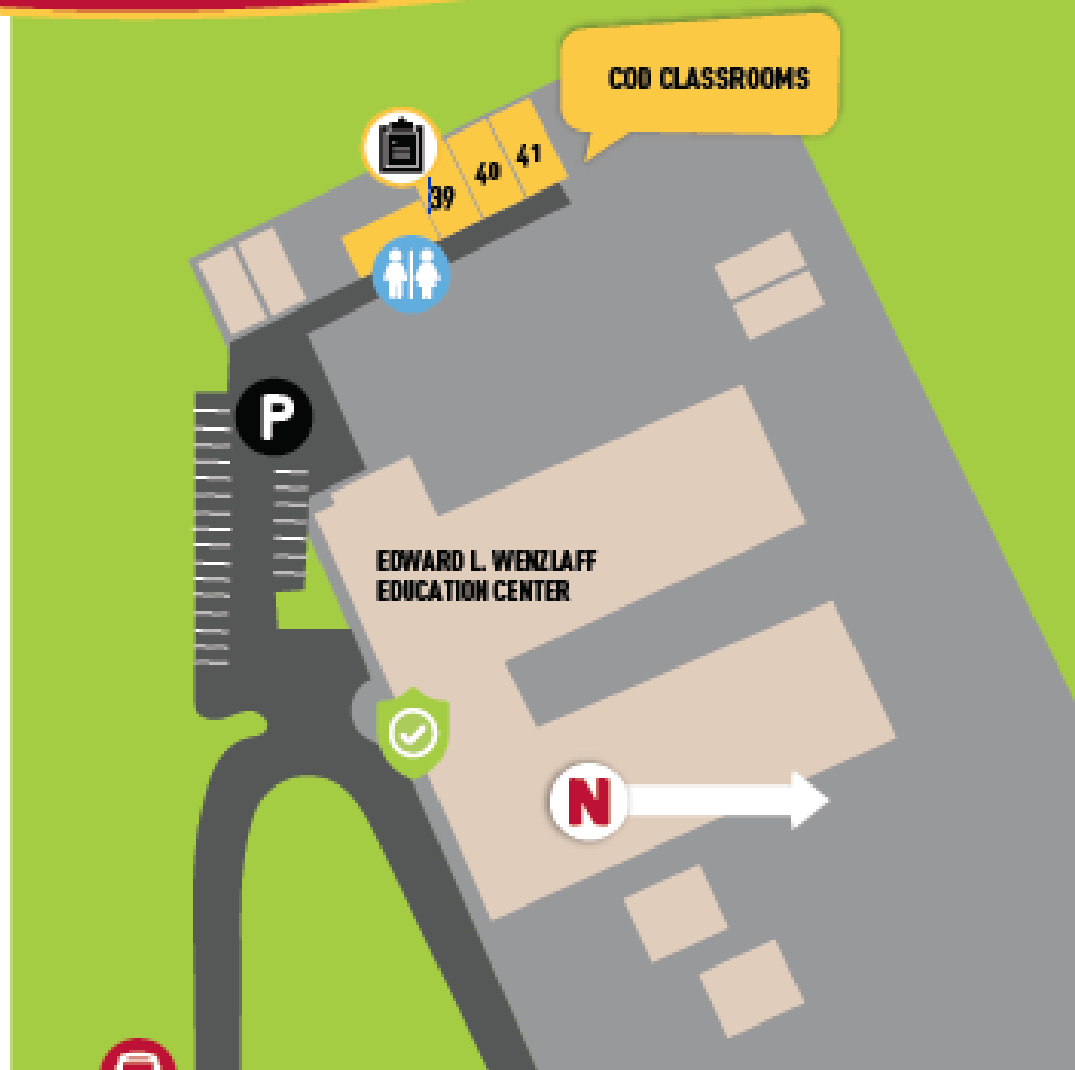 COD CLASSROOMS
41
40
39
P
EDWARD L. WENZLAFF
EDUCATION CENTER
N